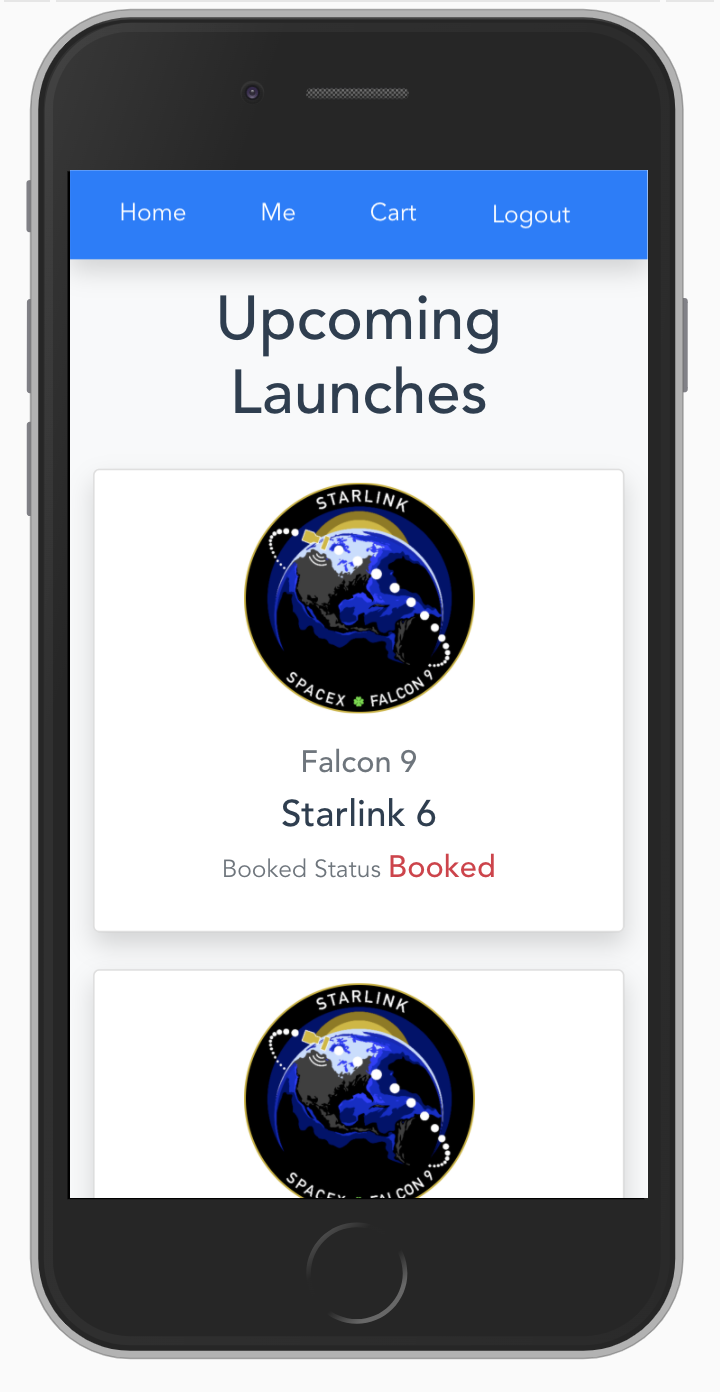 Home Me Cart Logout
Upcoming
Launches
STARLINK
SPACEX FALCON 9
Falcon 9
Starlink 6
Booked Status Booked
STARLINK
SPACEX FALCON 9